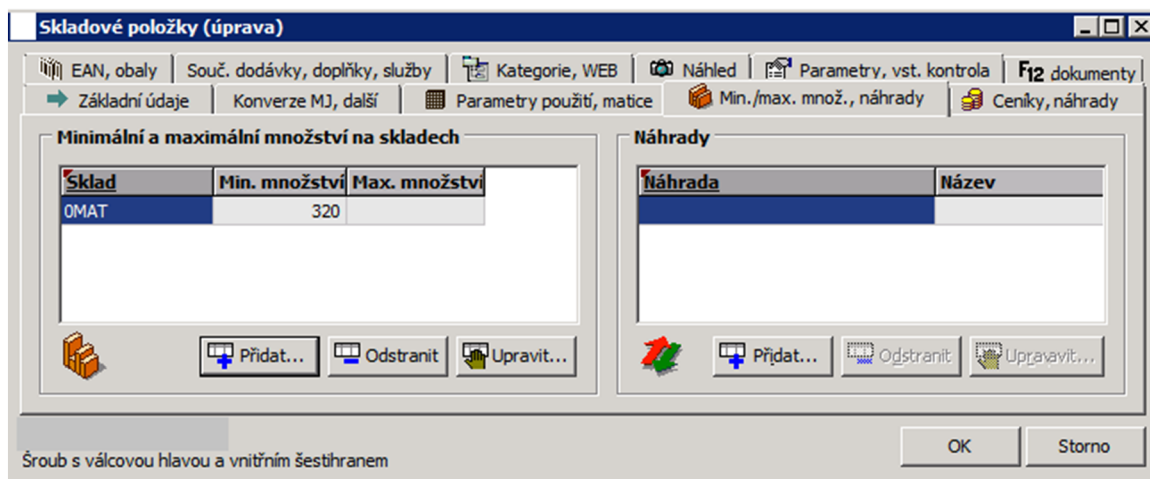 Skladové položky (úprava)
EAN, obaly Souč. dodávky, doplňky, služby Kategorie, WEB Náhled Parametry, vst. kontrola F12 dokumenty
Základní údaje Konverze MJ, další Parametry použití, matice Min./max. množ., náhrady Ceníky, náhrady
Minimální a maximální množství na skladech Náhrady
Sklad Min. množství Max. množství Náhrada Název
0MAT 320
Přidat... Odstranit Upravit... Přidat... Odstranit Upravavit...
OK Storno
Šroub s válcovou hlavou a vnitřním šestihranem